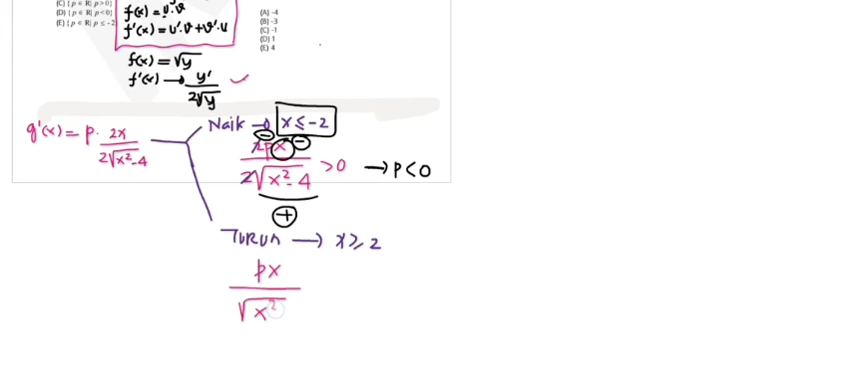 (C) { p ∈ R| p>0}
(D) { p ∈ R| p<0}
(E) { p ∈ R| p ≤ -2
f(x) = u.v
f'(x) = u'.v + v'.u
(A) -4
(B) -3
(C) -1
(D) 1
(E) 4
f(x) = √y
f'(x) → y' / 2√y
g'(x) = p. 2x / 2√x²-4
Naik → x ≤ -2
2px / 2√x²-4 > 0 → p < 0
- -
+
TURUN → x ≥ 2
px / √x²